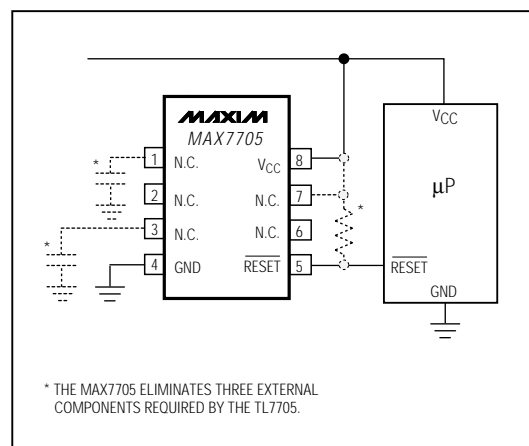 MAXIM
MAX7705
* 1 N.C. VCC 8
2 N.C. N.C. 7
* 3 N.C. N.C. 6 *
4 GND RESET 5
VCC
μP
RESET
GND
* THE MAX7705 ELIMINATES THREE EXTERNAL
COMPONENTS REQUIRED BY THE TL7705.